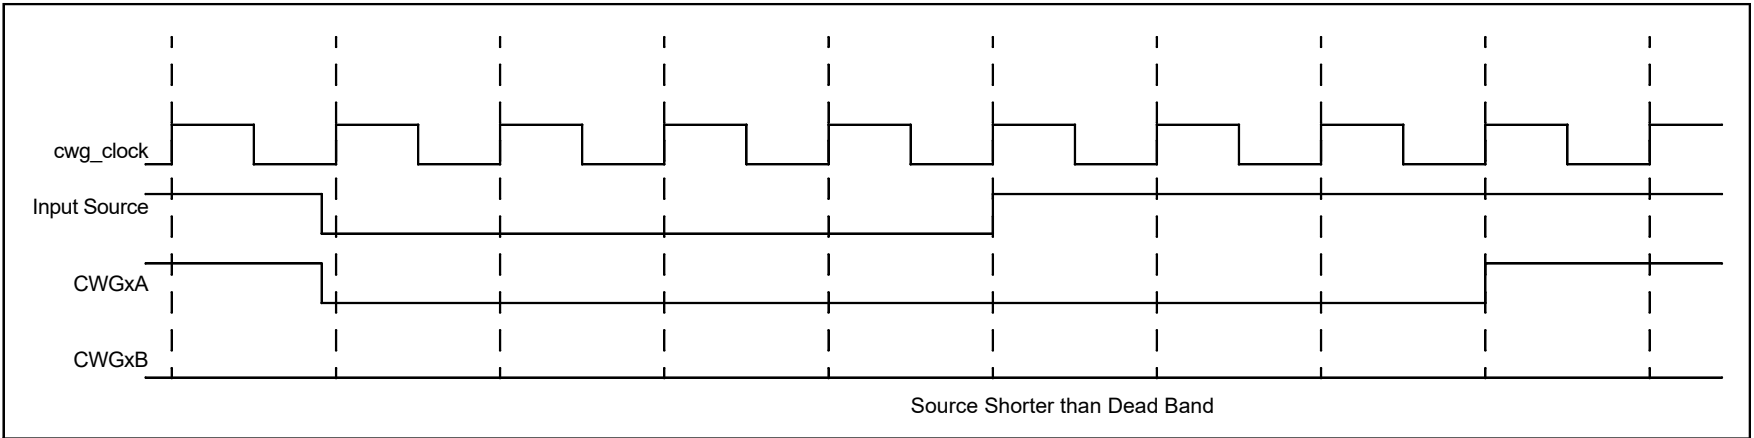 cwg_clock
Input Source
CWGxA
CWGxB
Source Shorter than Dead Band